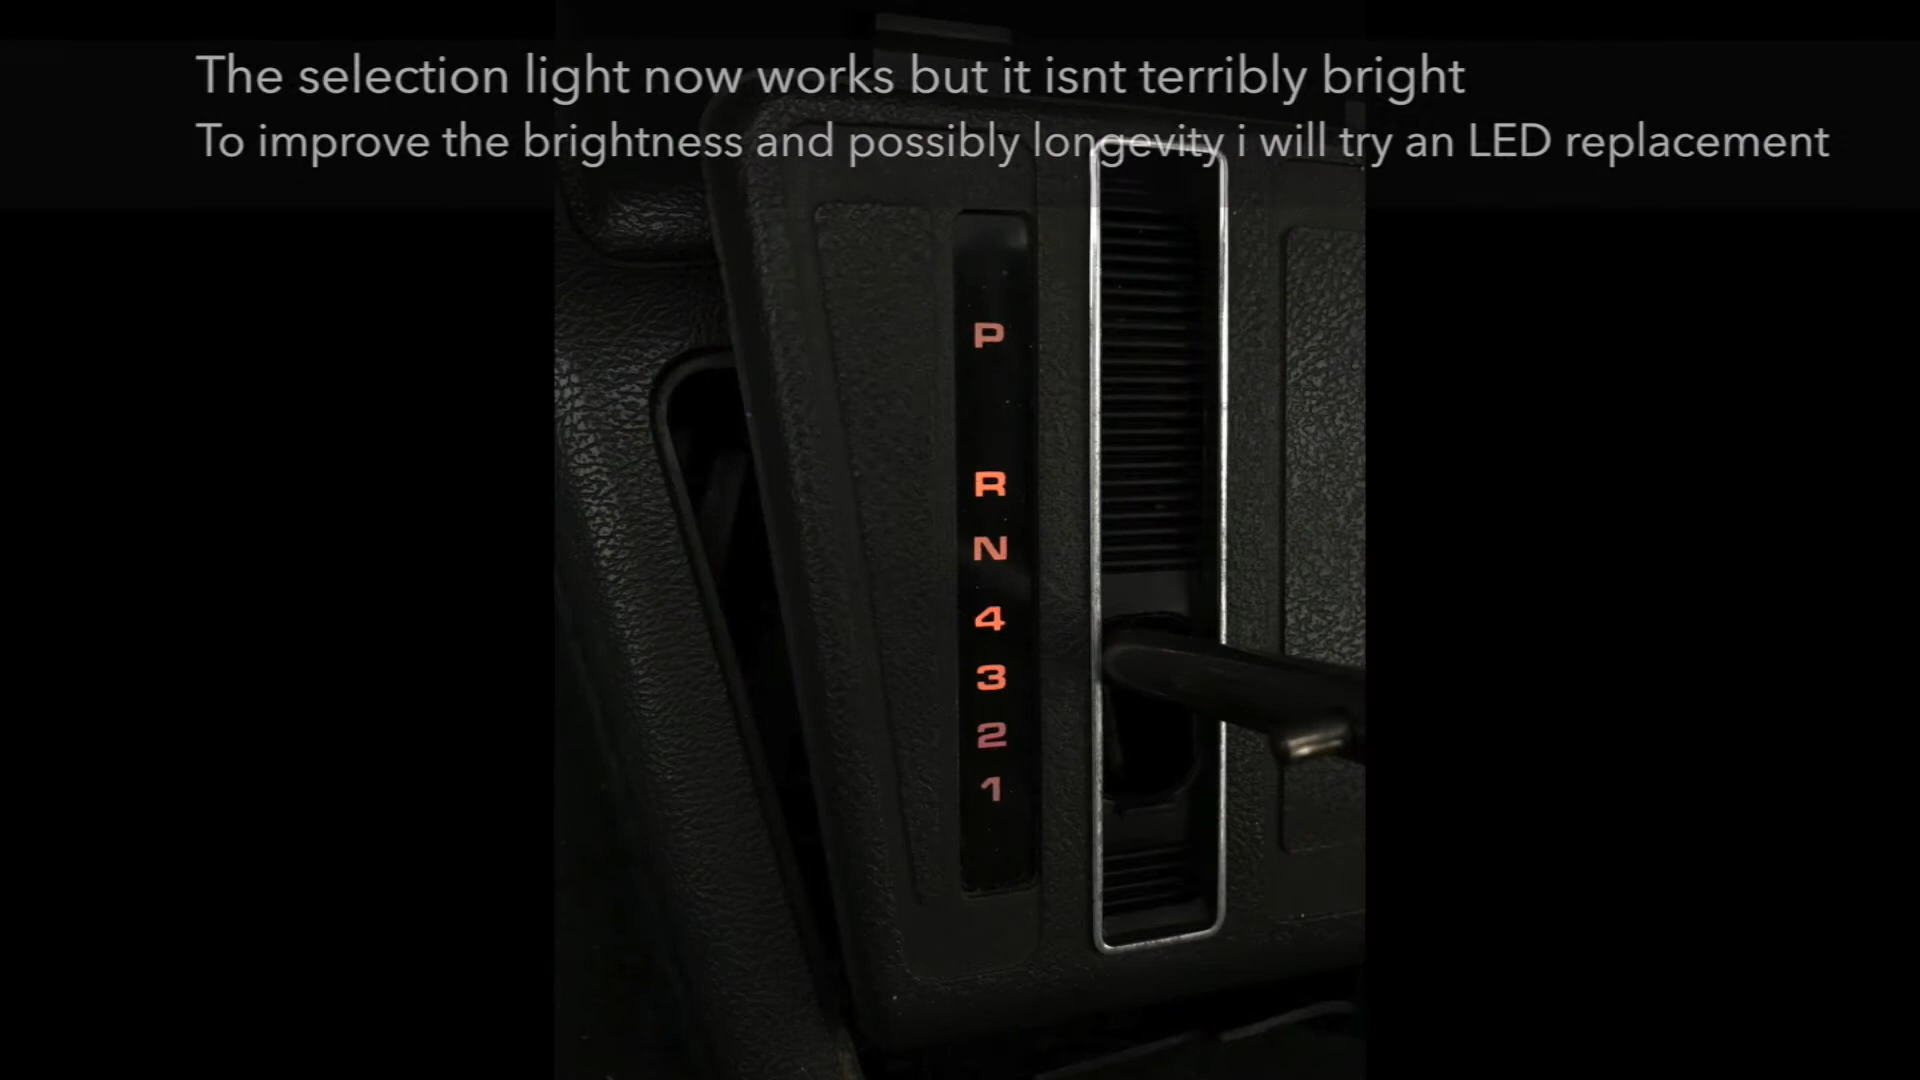 The selection light now works but it isnt terribly bright
To improve the brightness and possibly longevity i will try an LED replacement
P
R
N
4
3
2
1